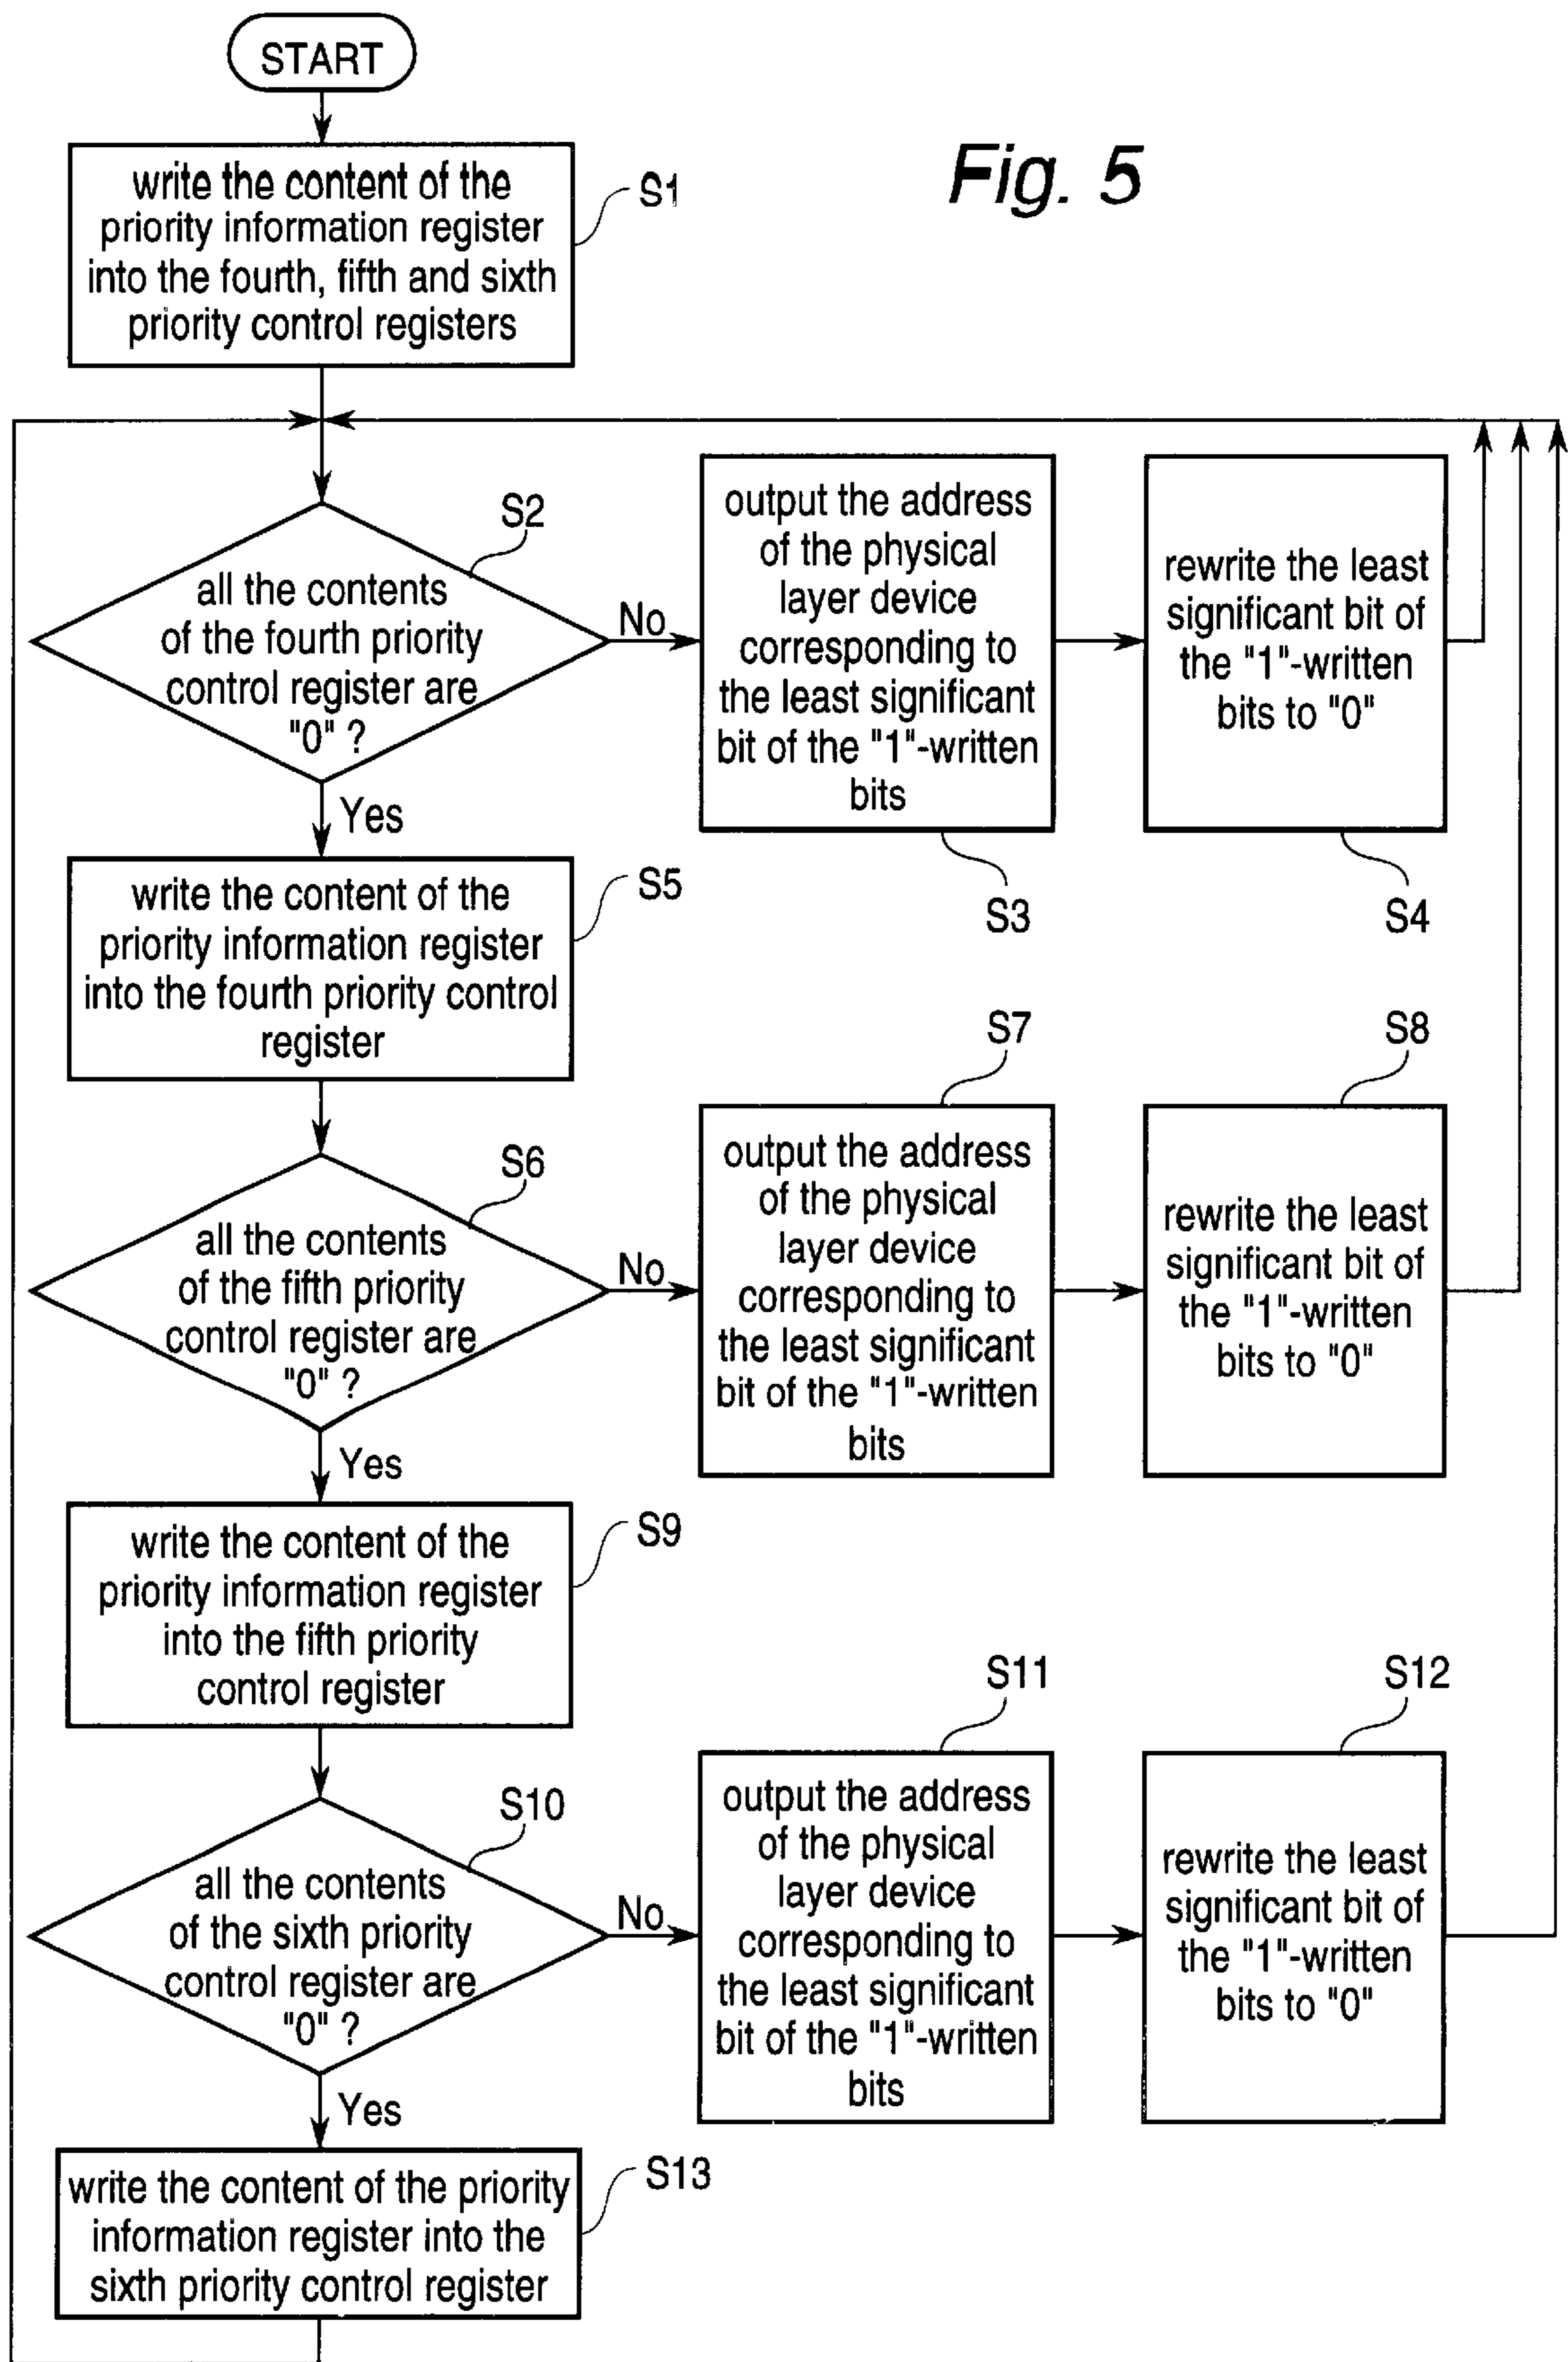 START
Fig. 5
write the content of the
priority information register
into the fourth, fifth and sixth
priority control registers
S1
S2
all the contents
of the fourth priority
control register are
"0" ?
No
output the address
of the physical
layer device
corresponding to
the least significant
bit of the "1"-written
bits
S3
rewrite the least
significant bit of
the "1"-written
bits to "0"
S4
Yes
write the content of the
priority information register
into the fourth priority control
register
S5
S6
all the contents
of the fifth priority
control register are
"0" ?
No
S7
output the address
of the physical
layer device
corresponding to
the least significant
bit of the "1"-written
bits
S8
rewrite the least
significant bit of
the "1"-written
bits to "0"
Yes
write the content of the
priority information register
into the fifth priority
control register
S9
S10
all the contents
of the sixth priority
control register are
"0" ?
No
S11
output the address
of the physical
layer device
corresponding to
the least significant
bit of the "1"-written
bits
S12
rewrite the least
significant bit of
the "1"-written
bits to "0"
Yes
write the content of the priority
information register into the
sixth priority control register
S13